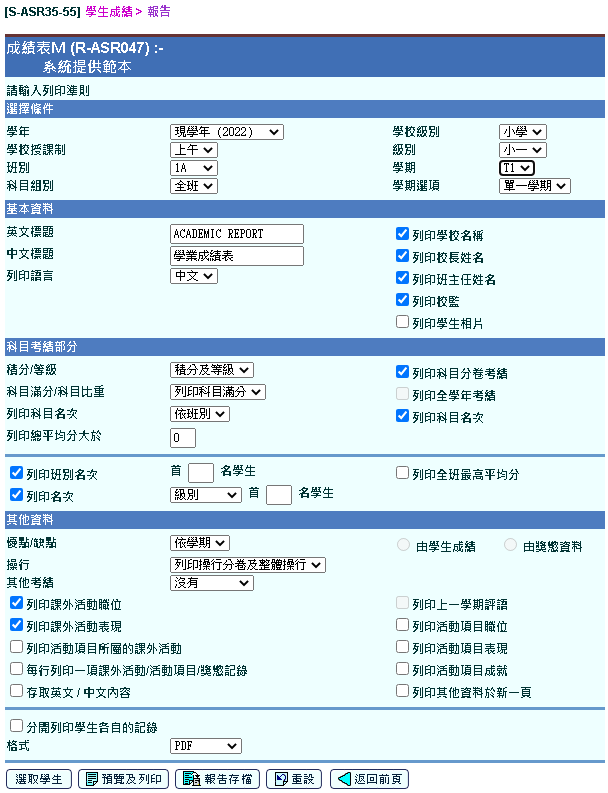 [S-ASR35-55] 學生成績 > 報告
成績表M (R-ASR047) :-
系統提供範本
請輸入列印準則
選擇條件
學年 現學年 (2022) 學校級別 小學
學校授課制 上午 級別 小一
班別 1A 學期 T1
科目組別 全班 學期選項 單一學期
基本資料
英文標題 ACADEMIC REPORT 列印學校名稱
中文標題 學業成績表 列印校長姓名
列印語言 中文 列印班主任姓名
列印校監
列印學生相片
科目考績部分
積分/等級 積分及等級 列印科目分卷考績
科目滿分/科目比重 列印科目滿分 列印全學年考績
列印科目名次 依班別 列印科目名次
列印總平均分大於 0
列印班別名次 首 名學生 列印全班最高平均分
列印名次 級別 首 名學生
其他資料
優點/缺點 依學期 由學生成績 由獎懲資料
操行 列印操行分卷及整體操行
其他考績 沒有
列印課外活動職位 列印上一學期評語
列印課外活動表現 列印活動項目職位
列印活動項目所屬的課外活動 列印活動項目表現
每行列印一項課外活動/活動項目/獎懲記錄 列印活動項目成就
存取英文 / 中文內容 列印其他資料於新一頁
分開列印學生各自的記錄
格式 PDF
選取學生 預覽及列印 報告存檔 重設 返回前頁